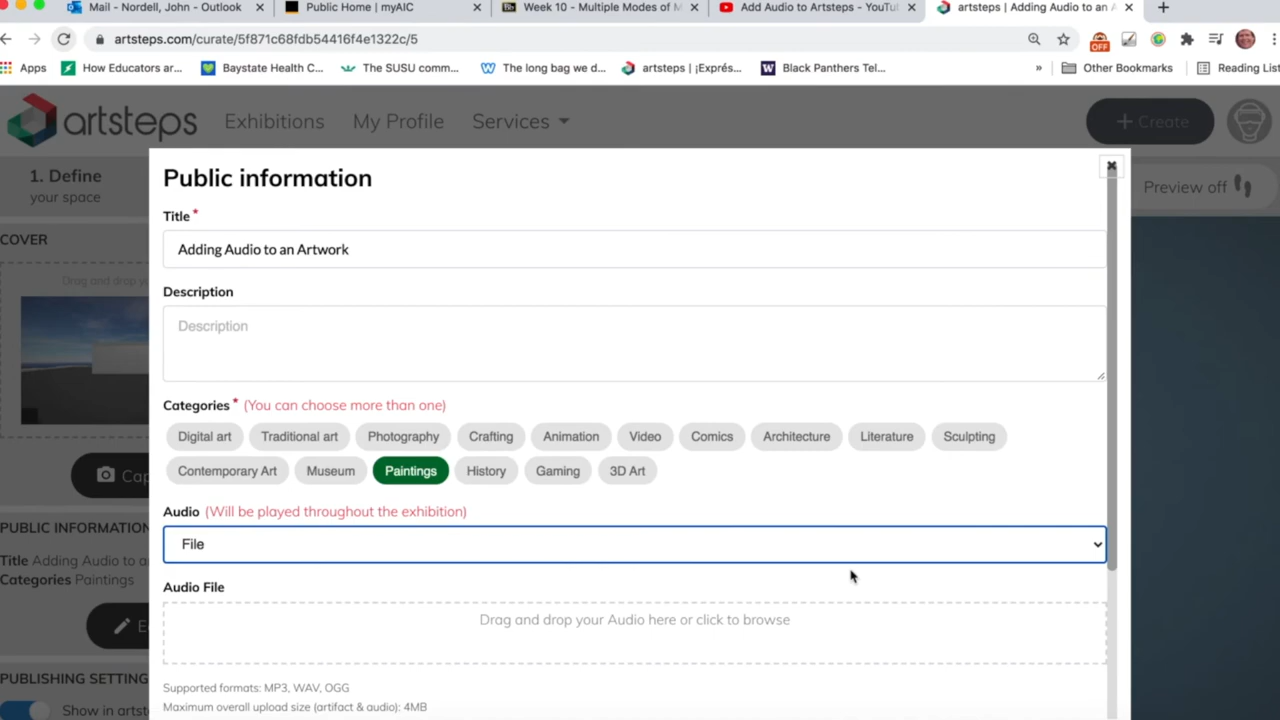 Mail - Nordell, John - Outlook
Public Home | myAIC
Week 10 - Multiple Modes of M
Add Audio to Artsteps - YouTu
artsteps | Adding Audio to an A
artsteps.com/curate/5f871c68fdb54416f4e1322c/5
OFF
Apps
How Educators ar...
Baystate Health C...
The SUSU comm...
The long bag we d...
artsteps | ¡Exprés...
Black Panthers Tel...
»
Other Bookmarks
Reading List
artsteps
Exhibitions
My Profile
Services
+ Create
1. Define
your space
Preview off
COVER
Drag and drop yo
Cap
PUBLIC INFORMATION
Title Adding Audio to a
Categories Paintings
E
PUBLISHING SETTING
Show in artst
Public information
Title *
Adding Audio to an Artwork
Description
Description
Categories * (You can choose more than one)
Digital art Traditional art Photography Crafting Animation Video Comics Architecture Literature Sculpting
Contemporary Art Museum Paintings History Gaming 3D Art
Audio (Will be played throughout the exhibition)
File
Audio File
Drag and drop your Audio here or click to browse
Supported formats: MP3, WAV, OGG
Maximum overall upload size (artifact & audio): 4MB